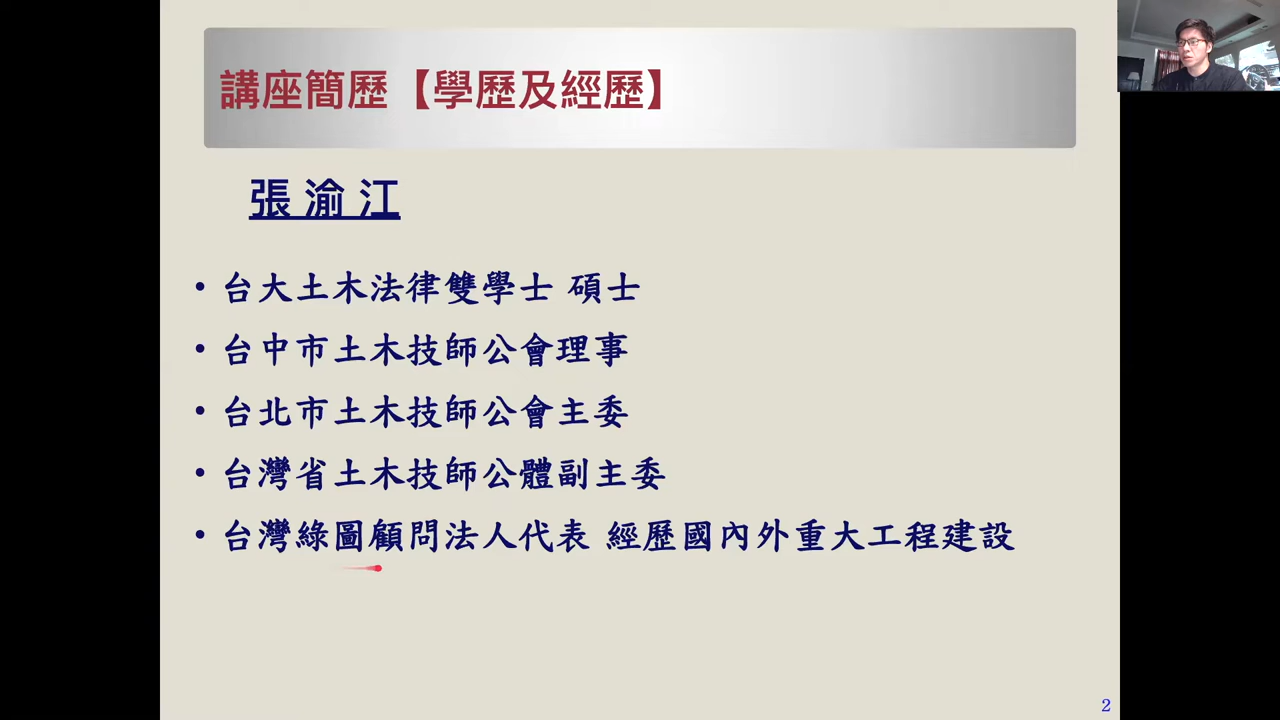 講座簡歷【學歷及經歷】
張渝江
• 台大土木法律雙學士 碩士
• 台中市土木技師公會理事
• 台北市土木技師公會主委
• 台灣省土木技師公體副主委
• 台灣綠圖顧問法人代表 經歷國內外重大工程建設
2